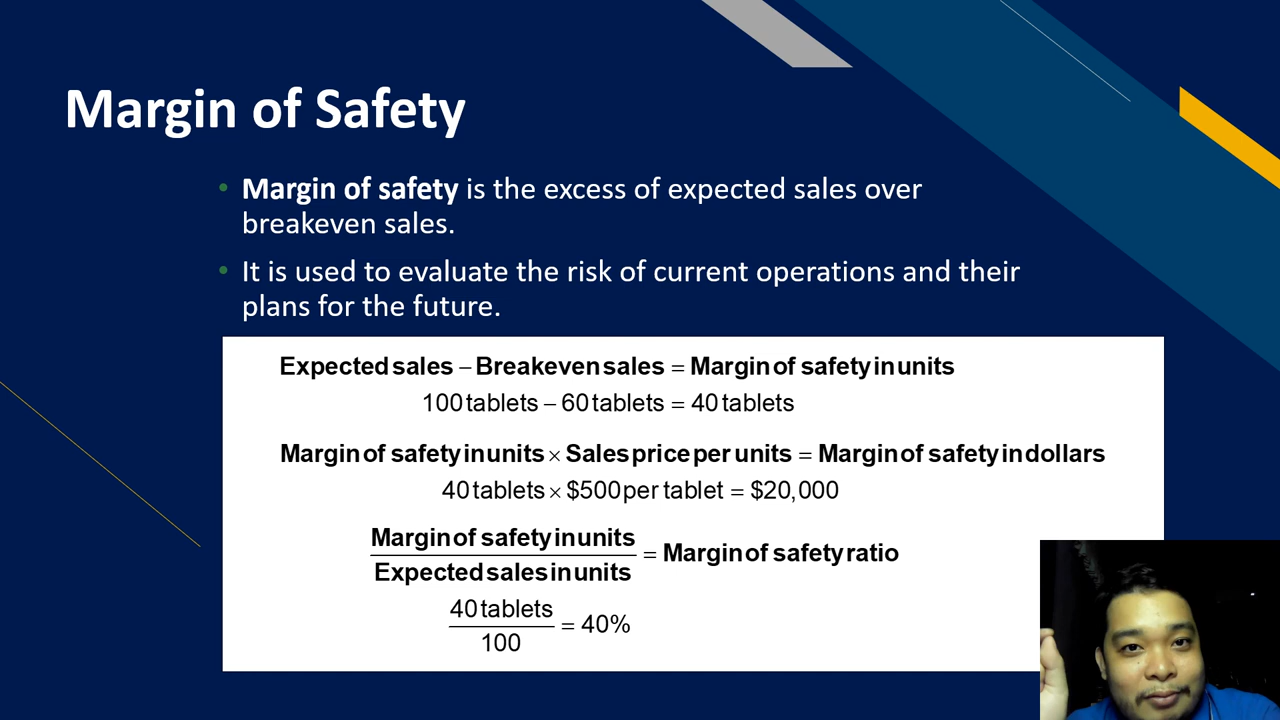 Margin of Safety
• Margin of safety is the excess of expected sales over
breakeven sales.
• It is used to evaluate the risk of current operations and their
plans for the future.
Expected sales – Breakeven sales = Margin of safety in units
100 tablets – 60 tablets = 40 tablets
Margin of safety in units × Sales price per units = Margin of safety in dollars
40 tablets × $500 per tablet = $20,000
Margin of safety in units
= Margin of safety ratio
Expected sales in units
40 tablets
= 40%
100